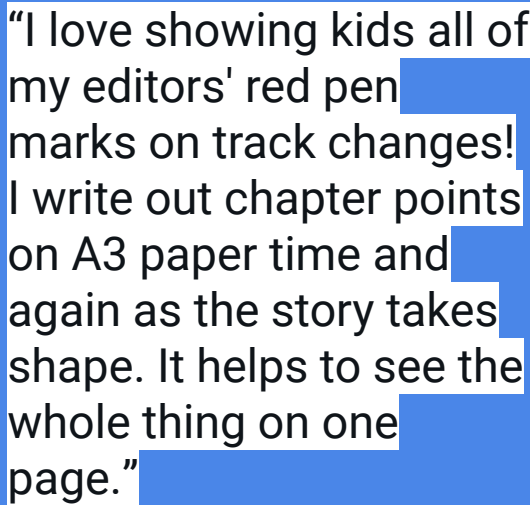 “I love showing kids all of
my editors' red pen
marks on track changes!
I write out chapter points
on A3 paper time and
again as the story takes
shape. It helps to see the
whole thing on one
page.”